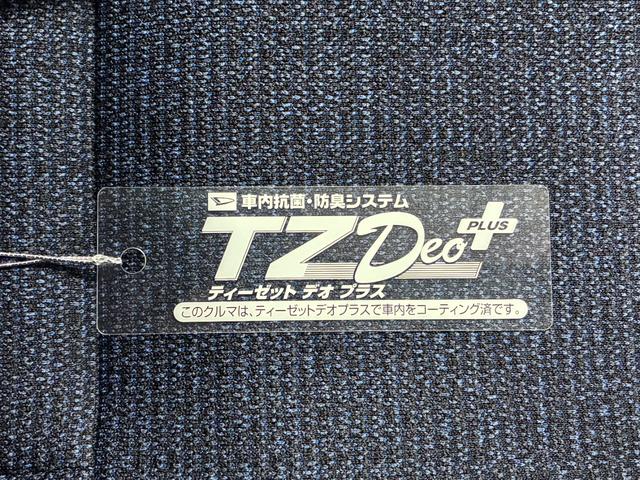 車内抗菌・防臭システム
TZ Deo PLUS
ティーゼット デオ プラス
このクルマは、ティーゼットデオプラスで車内をコーティング済です。